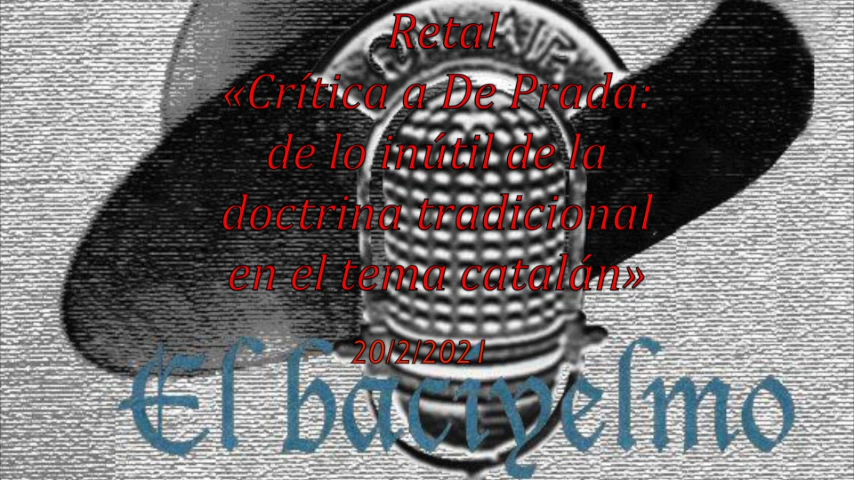 Retal
«Crítica a De Prada:
de lo inútil de la
doctrina tradicional
en el tema catalán»
20/2/2021
El baciyelmo